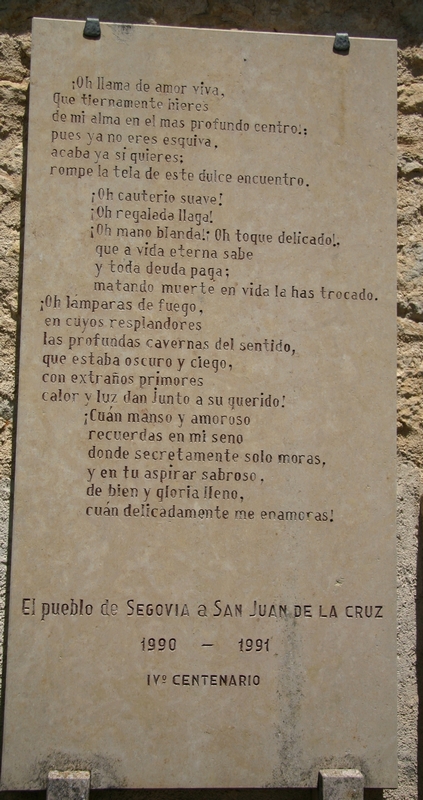 ¡Oh llama de amor viva,
que tiernamente hieres
de mi alma en el mas profundo centro!;
pues ya no eres esquiva,
acaba ya si quieres;
rompe la tela de este dulce encuentro.
¡Oh cauterio suave!
¡Oh regalada llaga!
¡Oh mano blanda!; Oh toque delicado!,
que a vida eterna sabe
y toda deuda paga;
matando muerte en vida la has trocado.
¡Oh lámparas de fuego,
en cuyos resplandores
las profundas cavernas del sentido,
que estaba oscuro y ciego,
con extraños primores
calor y luz dan junto a su querido!
¡Cuán manso y amoroso
recuerdas en mi seno
donde secretamente solo moras,
y en tu aspirar sabroso,
de bien y gloria lleno,
cuán delicadamente me enamoras!
El pueblo de SEGOVIA a SAN JUAN DE LA CRUZ
1990 – 1991
IVº CENTENARIO